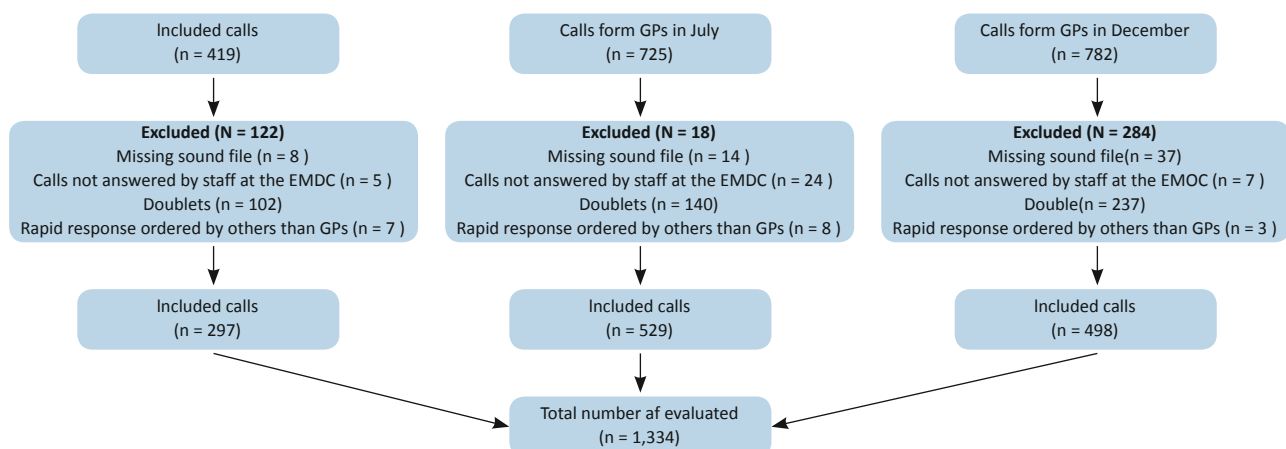 Included calls
(n = 419)
Calls form GPs in July
(n = 725)
Calls form GPs in December
(n = 782)
Excluded (N = 122)
Missing sound file (n = 8 )
Calls not answered by staff at the EMDC (n = 5 )
Doublets (n = 102)
Rapid response ordered by others than GPs (n = 7 )
Excluded (N = 18)
Missing sound file (n = 14 )
Calls not answered by staff at the EMDC (n = 24 )
Doublets (n = 140)
Rapid response ordered by others than GPs (n = 8 )
Excluded (N = 284)
Missing sound file(n = 37)
Calls not answered by staff at the EMOC (n = 7 )
Double(n = 237)
Rapid response ordered by others than GPs (n = 3 )
Included calls
(n = 297)
Included calls
(n = 529)
Included calls
(n = 498)
Total number af evaluated
(n = 1,334)